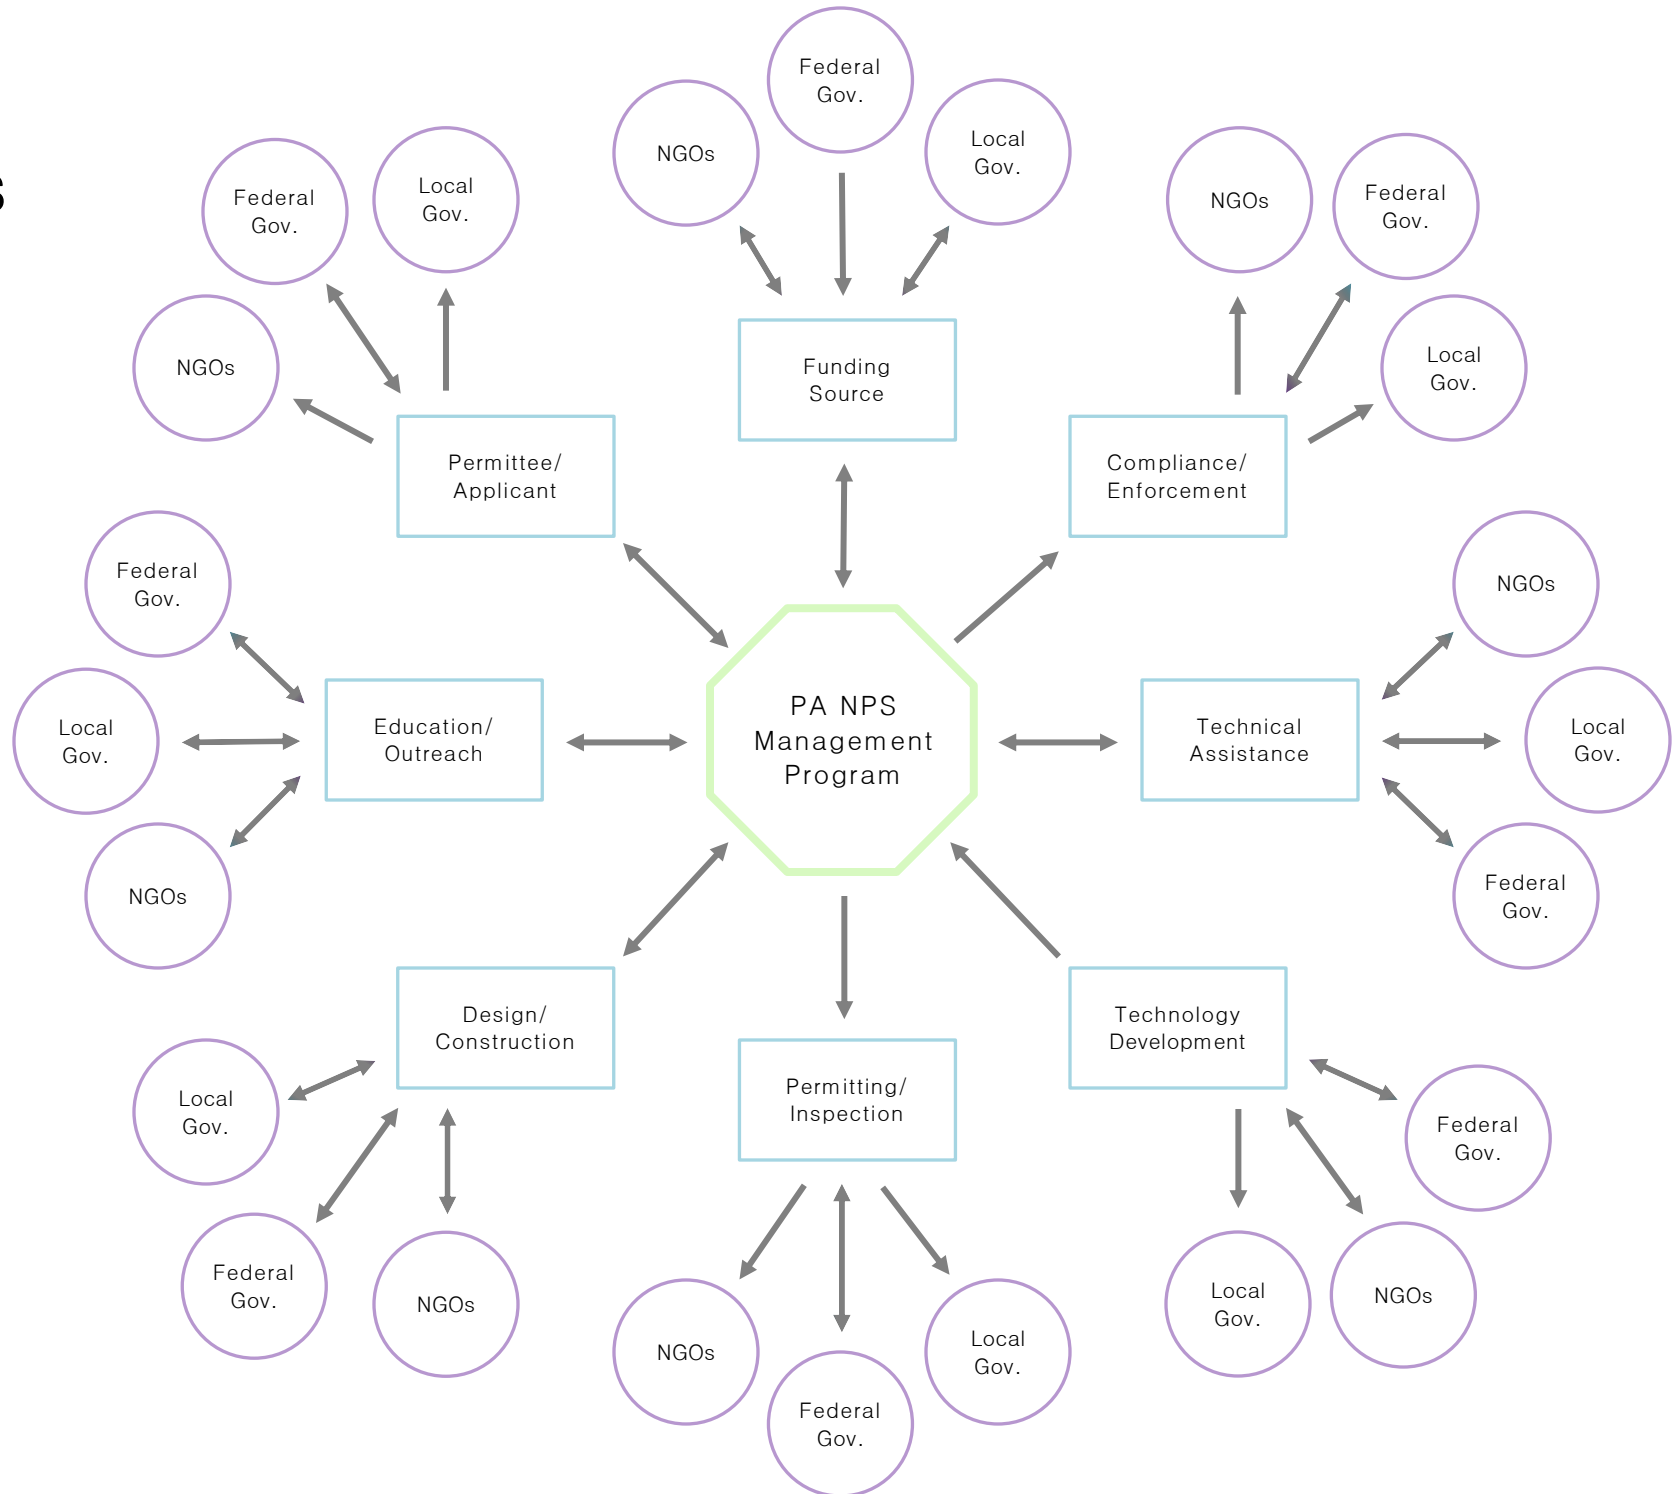 Federal
Gov.
NGOs
Local
Gov.
Federal
Gov.
Local
Gov.
NGOs
Federal
Gov.
NGOs
Local
Gov.
Funding
Source
Permittee/
Applicant
Compliance/
Enforcement
Federal
Gov.
NGOs
Local
Gov.
Education/
Outreach
PA NPS
Management
Program
Technical
Assistance
Local
Gov.
NGOs
Federal
Gov.
Design/
Construction
Technology
Development
Permitting/
Inspection
Local
Gov.
Federal
Gov.
Federal
Gov.
NGOs
Local
Gov.
NGOs
NGOs
Local
Gov.
Federal
Gov.